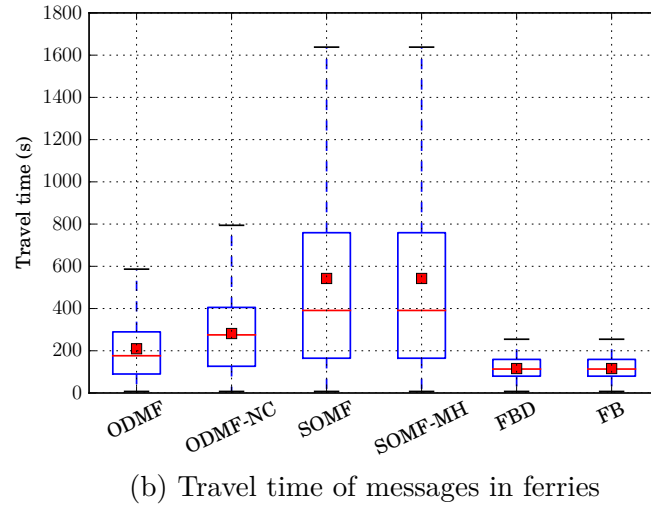 1800
1600
1400
1200
1000
800
600
400
200
0
Travel time (s)
ODMF
ODMF-NC
SOMF
SOMF-MH
FBD
FB
(b) Travel time of messages in ferries